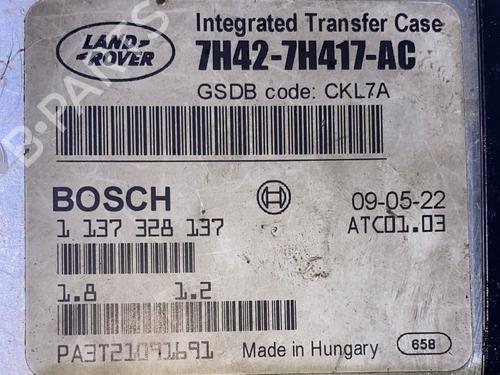 LAND-
ROVER
Integrated Transfer Case
7H42-7H417-AC
GSDB code: CKL7A
BOSCH
09-05-22
1 137 328 137
ATC01.03
1.8 1.2
PA3T21091691
Made in Hungary
658
B-PARTS